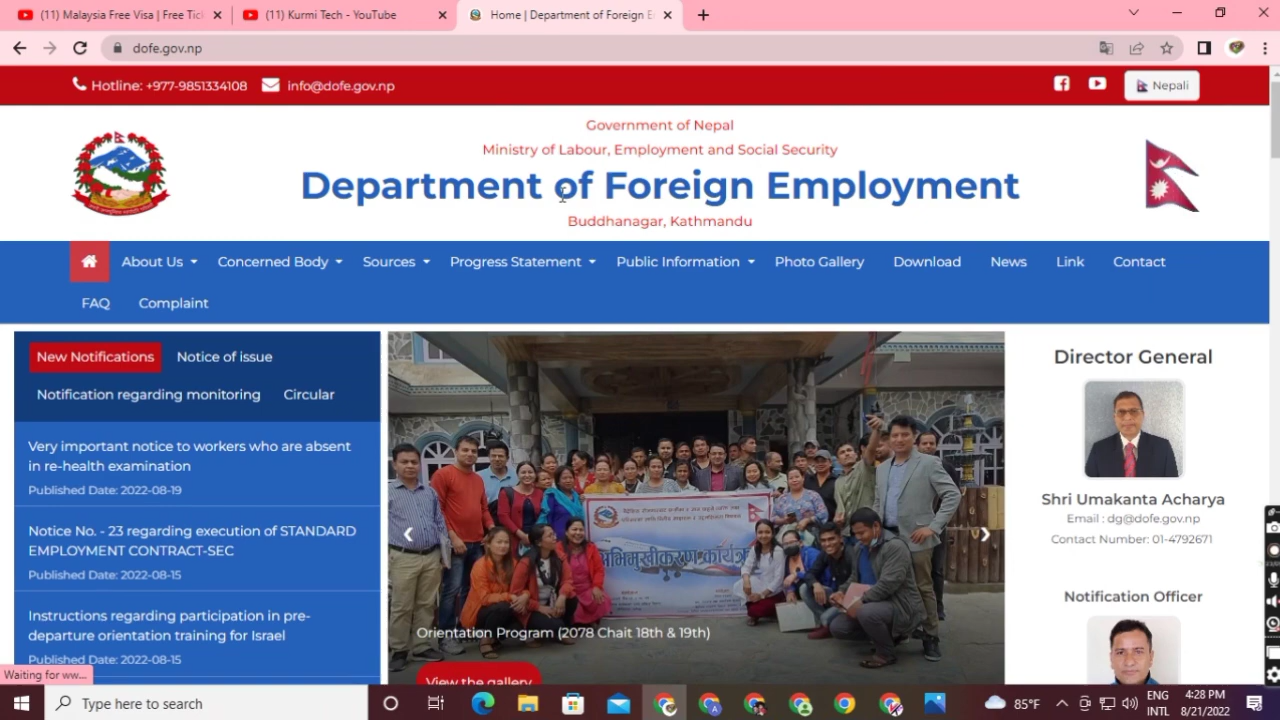 (11) Malaysia Free Visa | Free Tic
(11) Kurmi Tech - YouTube
Home | Department of Foreign E
dofe.gov.np
Hotline: +977-9851334108
info@dofe.gov.np
Nepali
Government of Nepal
Ministry of Labour, Employment and Social Security
Department of Foreign Employment
Buddhanagar, Kathmandu
About Us
Concerned Body
Sources
Progress Statement
Public Information
Photo Gallery
Download
News
Link
Contact
FAQ
Complaint
New Notifications
Notice of issue
Notification regarding monitoring
Circular
Very important notice to workers who are absent
in re-health examination
Published Date: 2022-08-19
Notice No. - 23 regarding execution of STANDARD
EMPLOYMENT CONTRACT-SEC
Published Date: 2022-08-15
Instructions regarding participation in pre-
departure orientation training for Israel
Published Date: 2022-08-15
अभिमुखीकरण कार्यक्र
Orientation Program (2078 Chait 18th & 19th)
View the gallery
Director General
Shri Umakanta Acharya
Email : dg@dofe.gov.np
Contact Number: 01-4792671
Notification Officer
Waiting for ww...
Type here to search
85°F
ENG
INTL
4:28 PM
8/21/2022